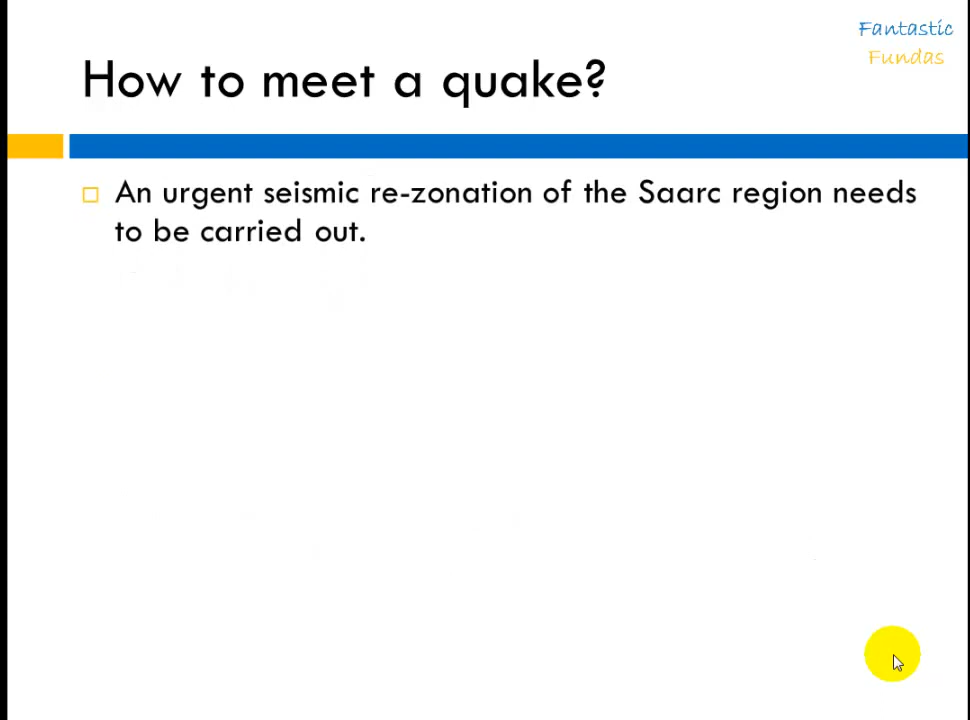 Fantastic
Fundas
How to meet a quake?
An urgent seismic re-zonation of the Saarc region needs
to be carried out.